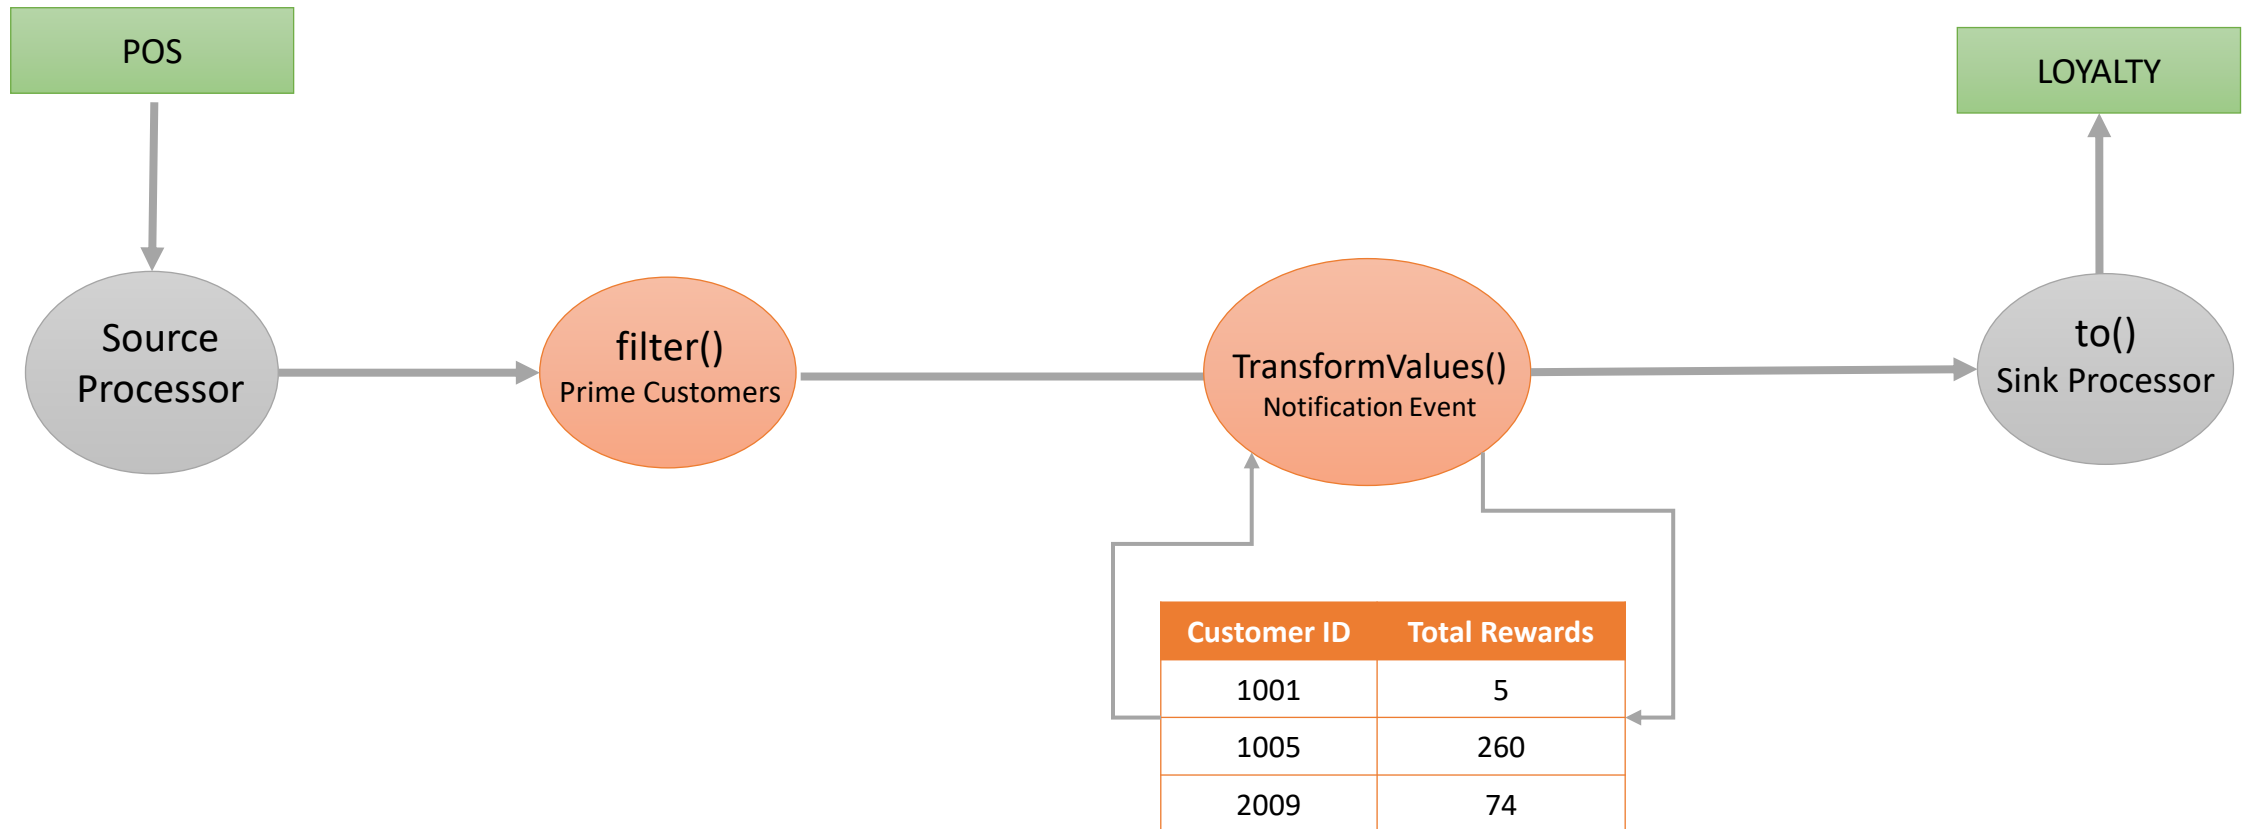 POS
LOYALTY
Source
Processor
filter()
Prime Customers
TransformValues()
Notification Event
to()
Sink Processor
Customer ID Total Rewards
1001 5
1005 260
2009 74